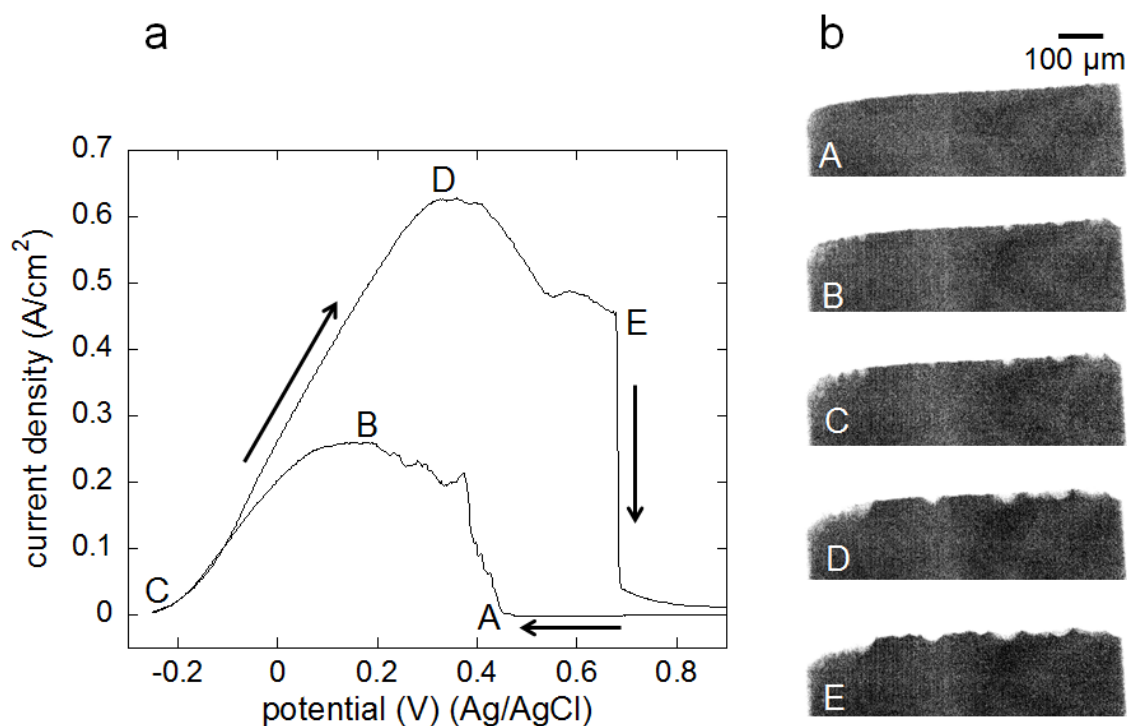 a
0.7
0.6
0.5
0.4
0.3
0.2
0.1
0
-0.2
0
0.2
0.4
0.6
0.8
current density (A/cm²)
potential (V) (Ag/AgCl)
D
E
B
C
A
b
100 µm
A
B
C
D
E